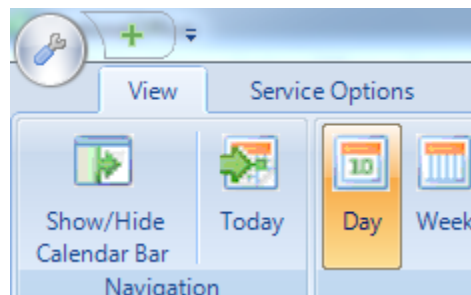 View Service Options
Show/Hide Calendar Bar
Today
Day
Week
Navigation